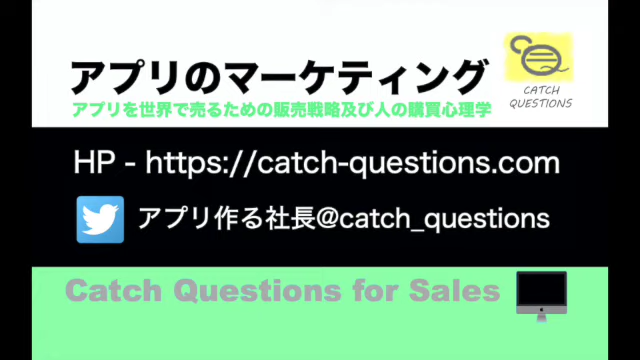 アプリのマーケティング
アプリを世界で売るための販売戦略及び人の購買心理学
CATCH
QUESTIONS
HP - https://catch-questions.com
アプリ作る社長@catch_questions
Catch Questions for Sales